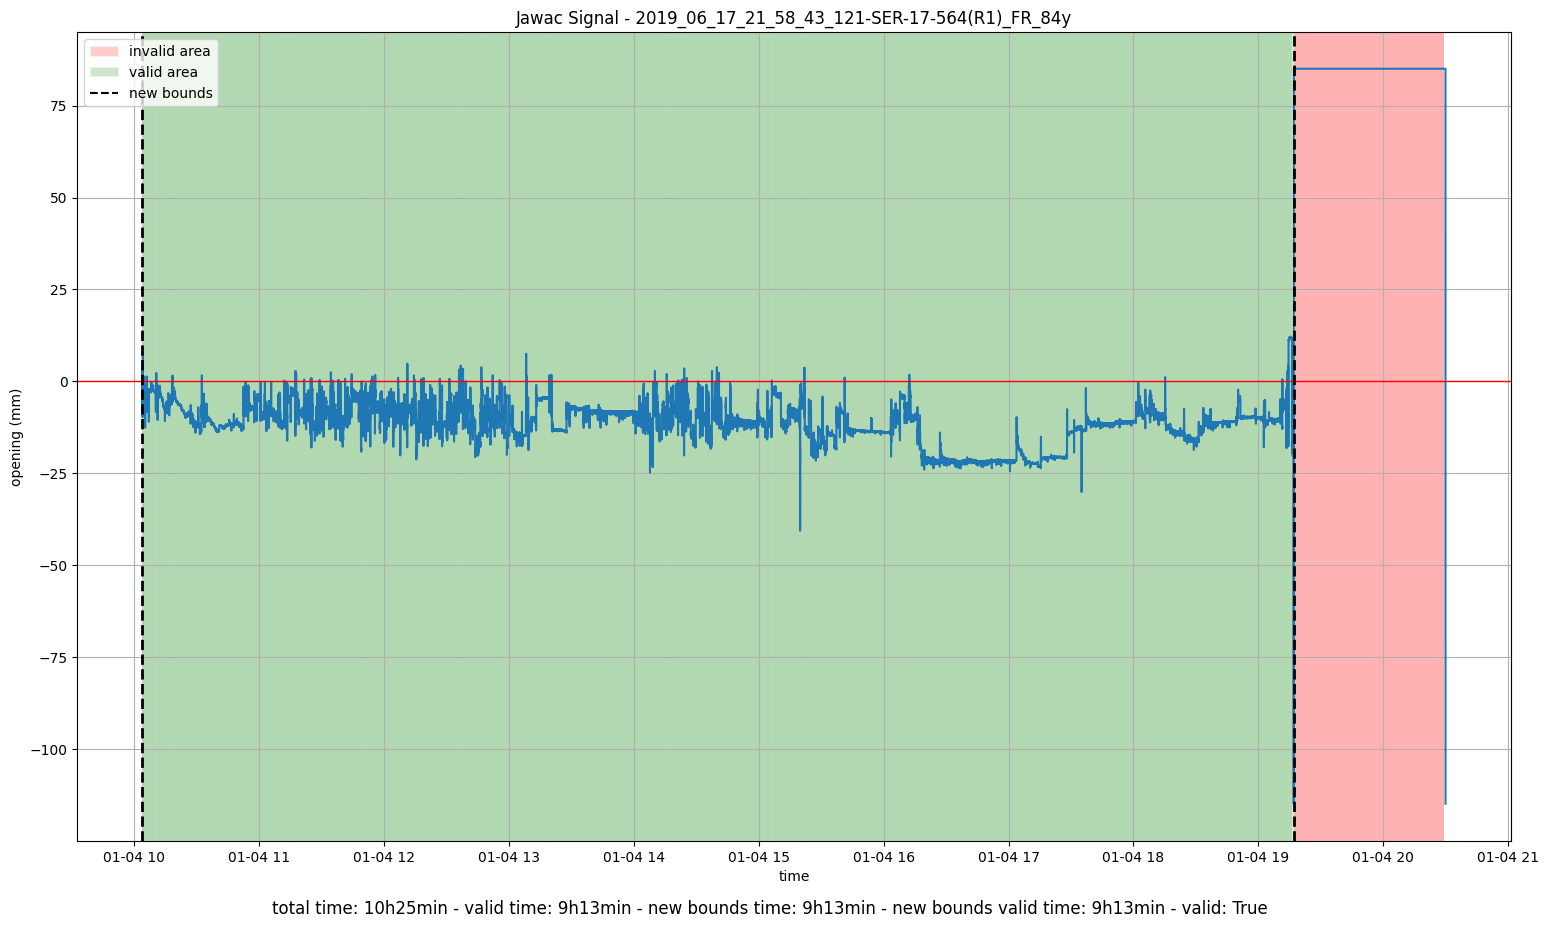 Jawac Signal - 2019_06_17_21_58_43_121-SER-17-564(R1)_FR_84y
invalid area
valid area
new bounds
75
50
25
0
−25
−50
−75
−100
opening (mm)
01-04 10 01-04 11 01-04 12 01-04 13 01-04 14 01-04 15 01-04 16 01-04 17 01-04 18 01-04 19 01-04 20 01-04 21
time
total time: 10h25min - valid time: 9h13min - new bounds time: 9h13min - new bounds valid time: 9h13min - valid: True